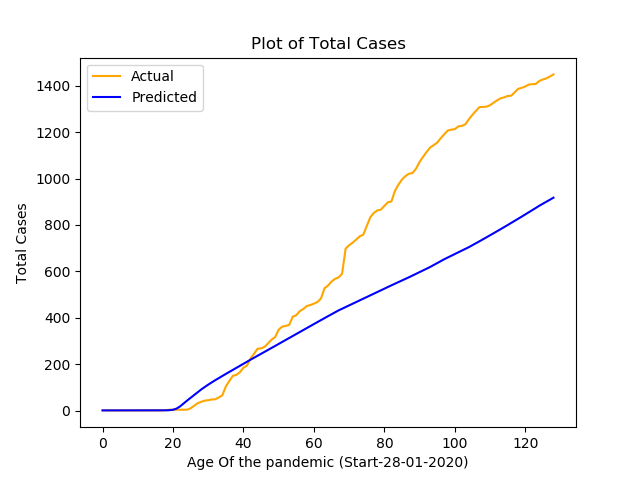 Plot of Total Cases
Actual
Predicted
1400
1200
1000
800
600
400
200
0
Total Cases
0 20 40 60 80 100 120
Age Of the pandemic (Start-28-01-2020)